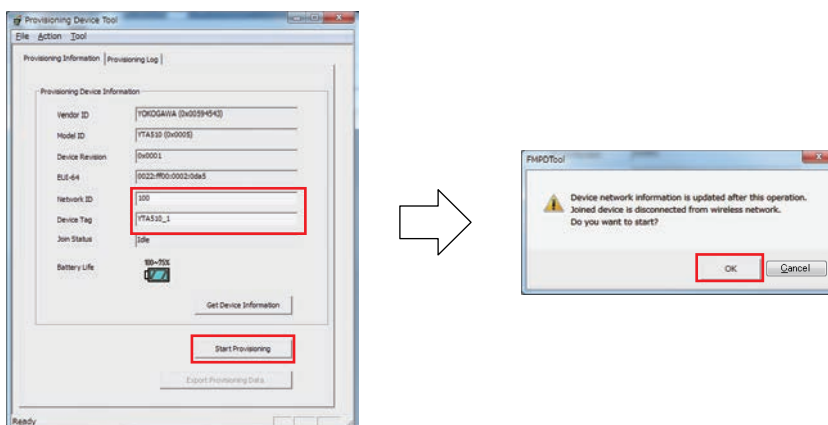 Provisioning Device Tool
File Action Tool
Provisioning Information Provisioning Log
Provisioning Device Information
Vendor ID YOKOGAWA (0x00594543)
Model ID YTA510 (0x0005)
Device Revision 0x0001
EUI-64 0022:ff00:0002:0da5
Network ID 100
Device Tag YTA510_1
Join Status Idle
Battery Life 100~75%
Get Device Information
Start Provisioning
Export Provisioning Data
Ready
FMPDTool
Device network information is updated after this operation.
Joined device is disconnected from wireless network.
Do you want to start?
OK Cancel